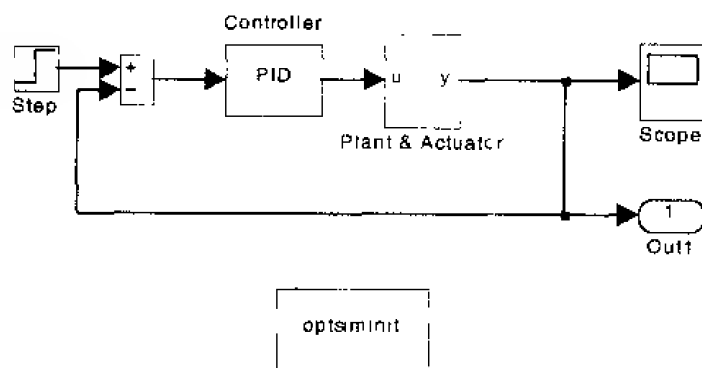 Controller
+
−
PID
u y
Step
Plant & Actuator
Scope
1
Out1
optsiminit